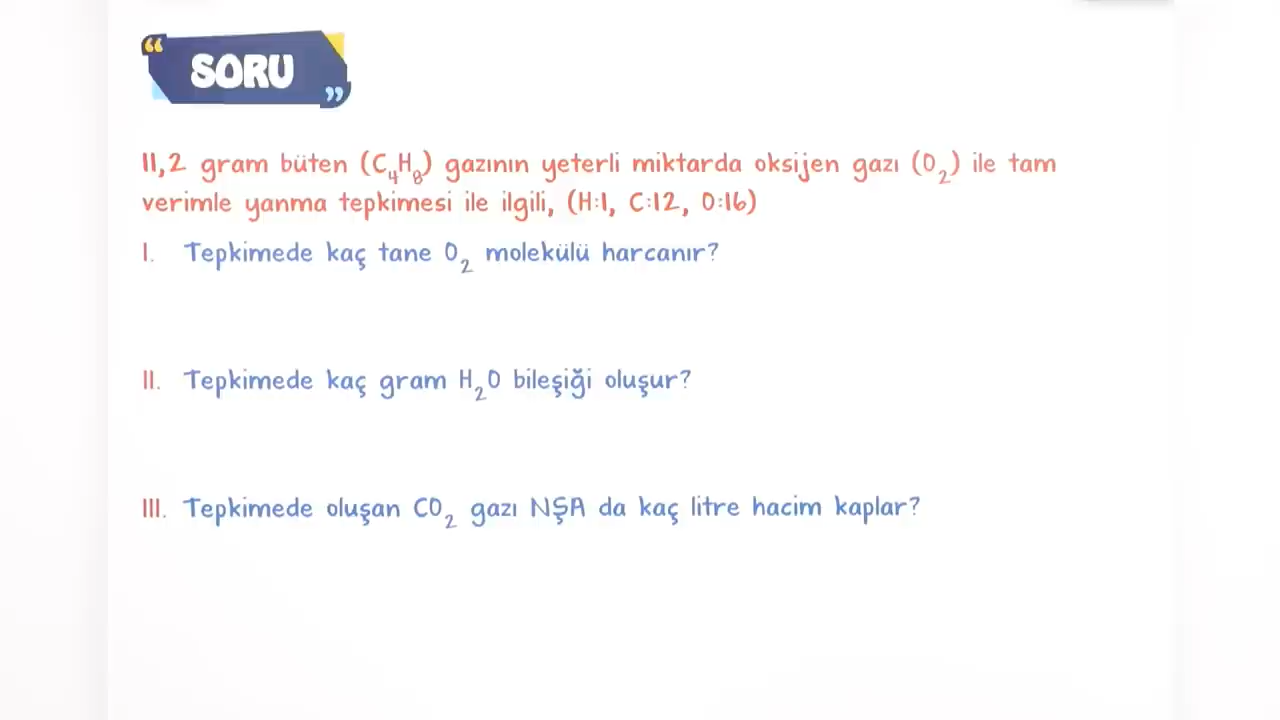 “ SORU ”
11,2 gram büten (C₄H₈) gazının yeterli miktarda oksijen gazı (O₂) ile tam
verimle yanma tepkimesi ile ilgili, (H:1, C:12, O:16)
I. Tepkimede kaç tane O₂ molekülü harcanır?
II. Tepkimede kaç gram H₂O bileşiği oluşur?
III. Tepkimede oluşan CO₂ gazı NŞA da kaç litre hacim kaplar?